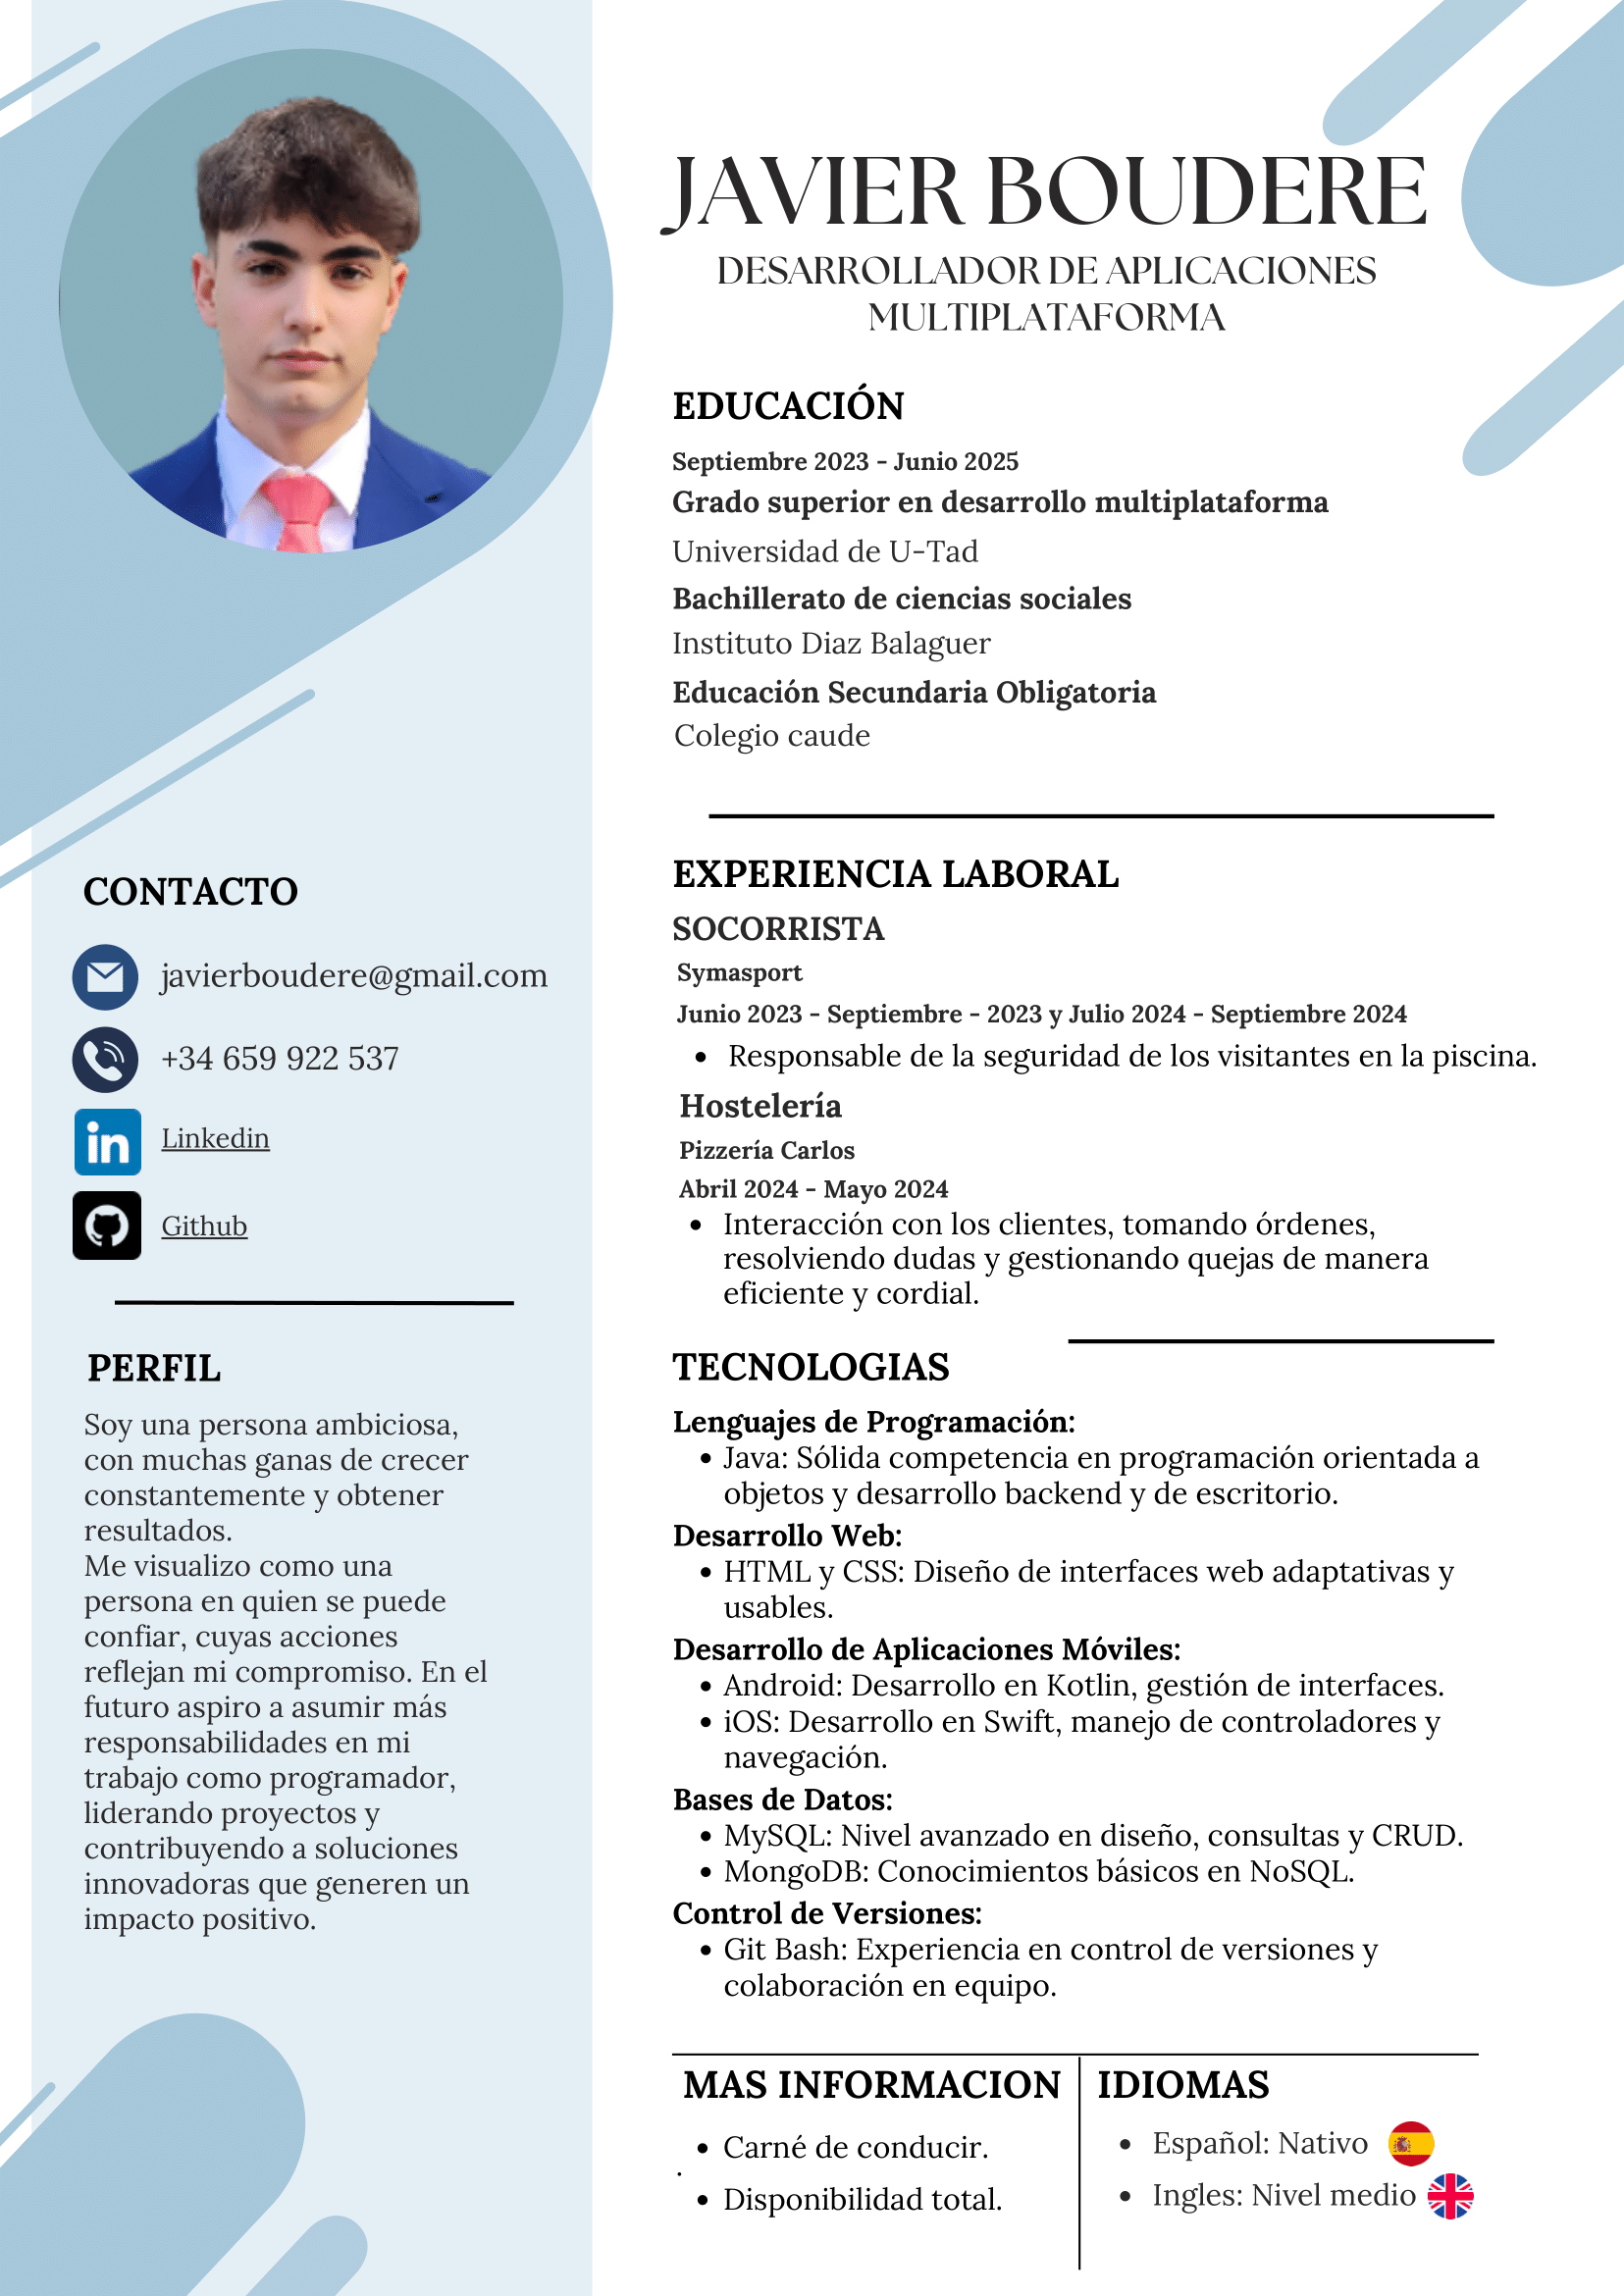 JAVIER BOUDERE
DESARROLLADOR DE APLICACIONES
MULTIPLATAFORMA
EDUCACIÓN
Septiembre 2023 - Junio 2025
Grado superior en desarrollo multiplataforma
Universidad de U-Tad
Bachillerato de ciencias sociales
Instituto Diaz Balaguer
Educación Secundaria Obligatoria
Colegio caude
CONTACTO
javierboudere@gmail.com
+34 659 922 537
in
Linkedin
Github
PERFIL
Soy una persona ambiciosa,
con muchas ganas de crecer
constantemente y obtener
resultados.
Me visualizo como una
persona en quien se puede
confiar, cuyas acciones
reflejan mi compromiso. En el
futuro aspiro a asumir más
responsabilidades en mi
trabajo como programador,
liderando proyectos y
contribuyendo a soluciones
innovadoras que generen un
impacto positivo.
EXPERIENCIA LABORAL
SOCORRISTA
Symasport
Junio 2023 - Septiembre - 2023 y Julio 2024 - Septiembre 2024
• Responsable de la seguridad de los visitantes en la piscina.
Hostelería
Pizzería Carlos
Abril 2024 - Mayo 2024
• Interacción con los clientes, tomando órdenes,
resolviendo dudas y gestionando quejas de manera
eficiente y cordial.
TECNOLOGIAS
Lenguajes de Programación:
• Java: Sólida competencia en programación orientada a
objetos y desarrollo backend y de escritorio.
Desarrollo Web:
• HTML y CSS: Diseño de interfaces web adaptativas y
usables.
Desarrollo de Aplicaciones Móviles:
• Android: Desarrollo en Kotlin, gestión de interfaces.
• iOS: Desarrollo en Swift, manejo de controladores y
navegación.
Bases de Datos:
• MySQL: Nivel avanzado en diseño, consultas y CRUD.
• MongoDB: Conocimientos básicos en NoSQL.
Control de Versiones:
• Git Bash: Experiencia en control de versiones y
colaboración en equipo.
MAS INFORMACION
• Carné de conducir.
.
• Disponibilidad total.
IDIOMAS
• Español: Nativo
• Ingles: Nivel medio